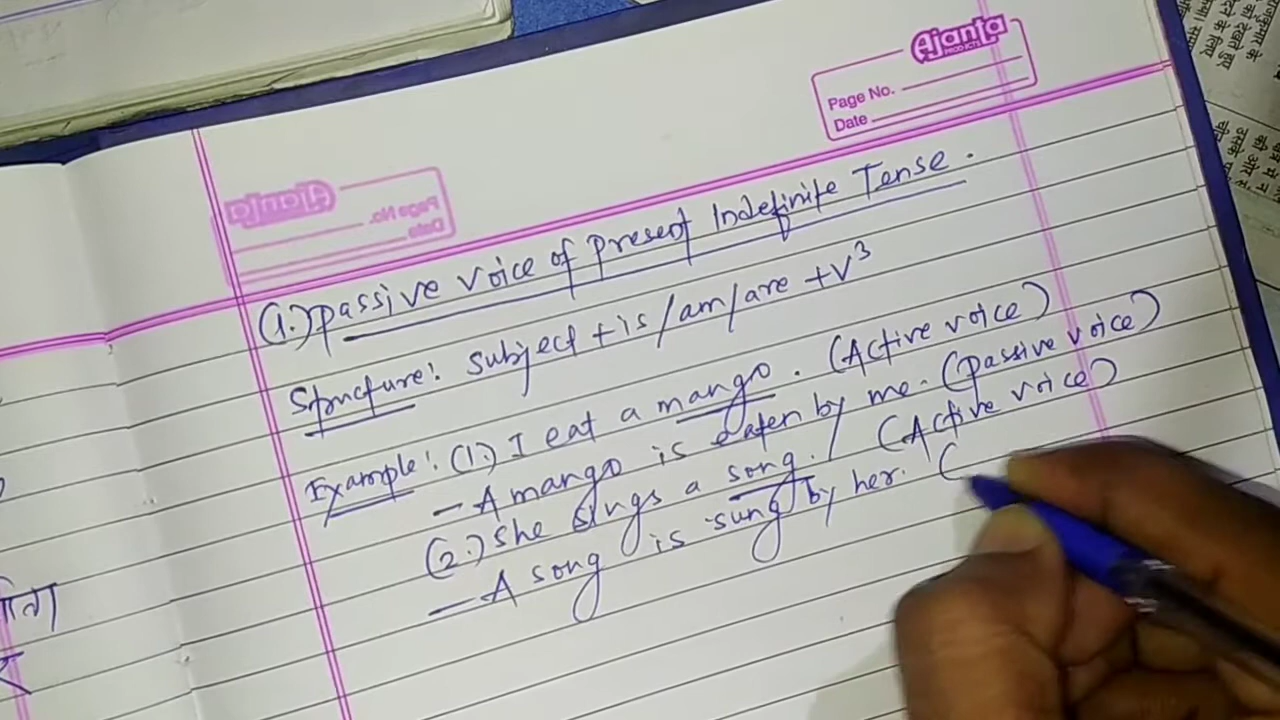 Ajanta
PRODUCTS
Page No.
Date
(1.) passive voice of present Indefinite Tense.
Structure: subject + is/am/are + V3
Example: (1.) I eat a mango. (Active voice)
- A mango is eaten by me. (passive voice)
(2.) she sings a song. (Active voice)
- A song is sung by her. (